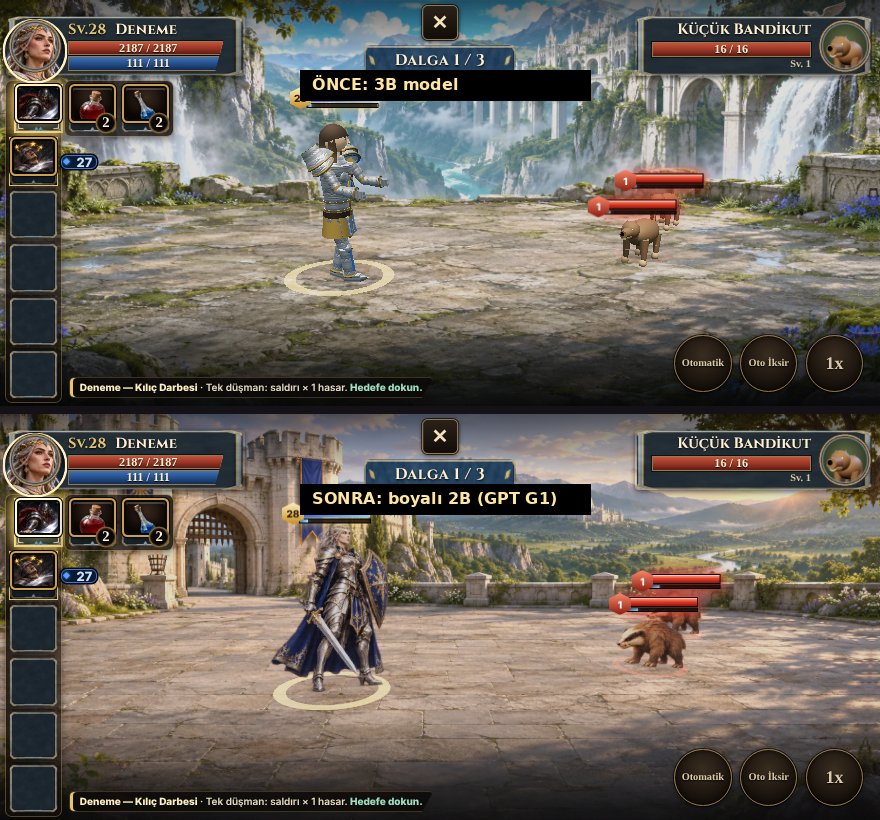 Sv.28 Deneme
2187 / 2187
111 / 111
✕
Dalga 1 / 3
Küçük Bandikut
16 / 16
Sv. 1
ÖNCE: 3B model
2
2
27
1
1
Otomatik
Oto İksir
1x
Deneme — Kılıç Darbesi · Tek düşman: saldırı × 1 hasar. Hedefe dokun.
Sv.28 Deneme
2187 / 2187
111 / 111
✕
Dalga 1 / 3
Küçük Bandikut
16 / 16
Sv. 1
SONRA: boyalı 2B (GPT G1)
28
2
2
27
1
1
Otomatik
Oto İksir
1x
Deneme — Kılıç Darbesi · Tek düşman: saldırı × 1 hasar. Hedefe dokun.